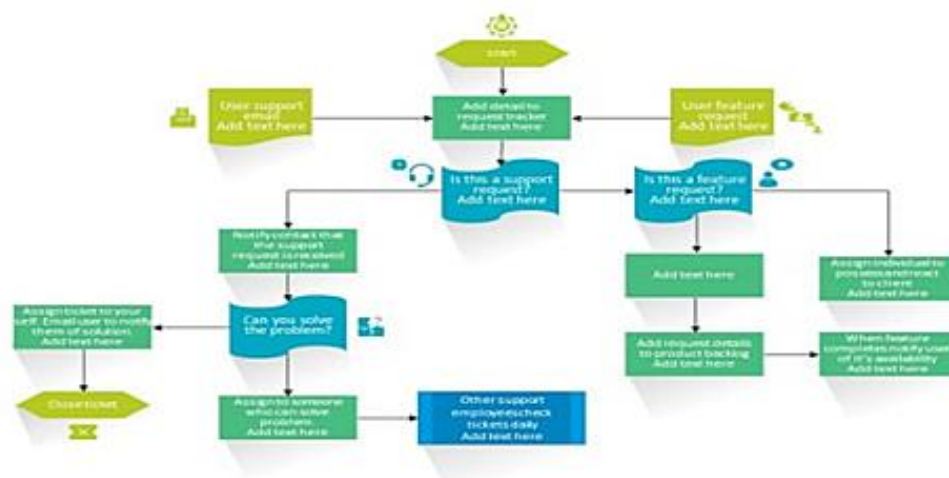 start
User support
email
Add text here
Add detail to
request tracker
Add text here
User feature
request
Add text here
Is this a support
request?
Add text here
Is this a feature
request?
Add text here
Notify contact that
the support
request is received
Add text here
Add text here
Assign individual to
possess and react
to client
Add text here
Assign ticket to your
self. Email user to notify
them of solution.
Add text here
Can you solve
the problem?
Add request details
to product backlog
Add text here
When feature
completes notify user
of it's availability
Add text here
Close ticket
Assign to someone
who can solve
problem.
Add text here
Other support
employees check
tickets daily
Add text here